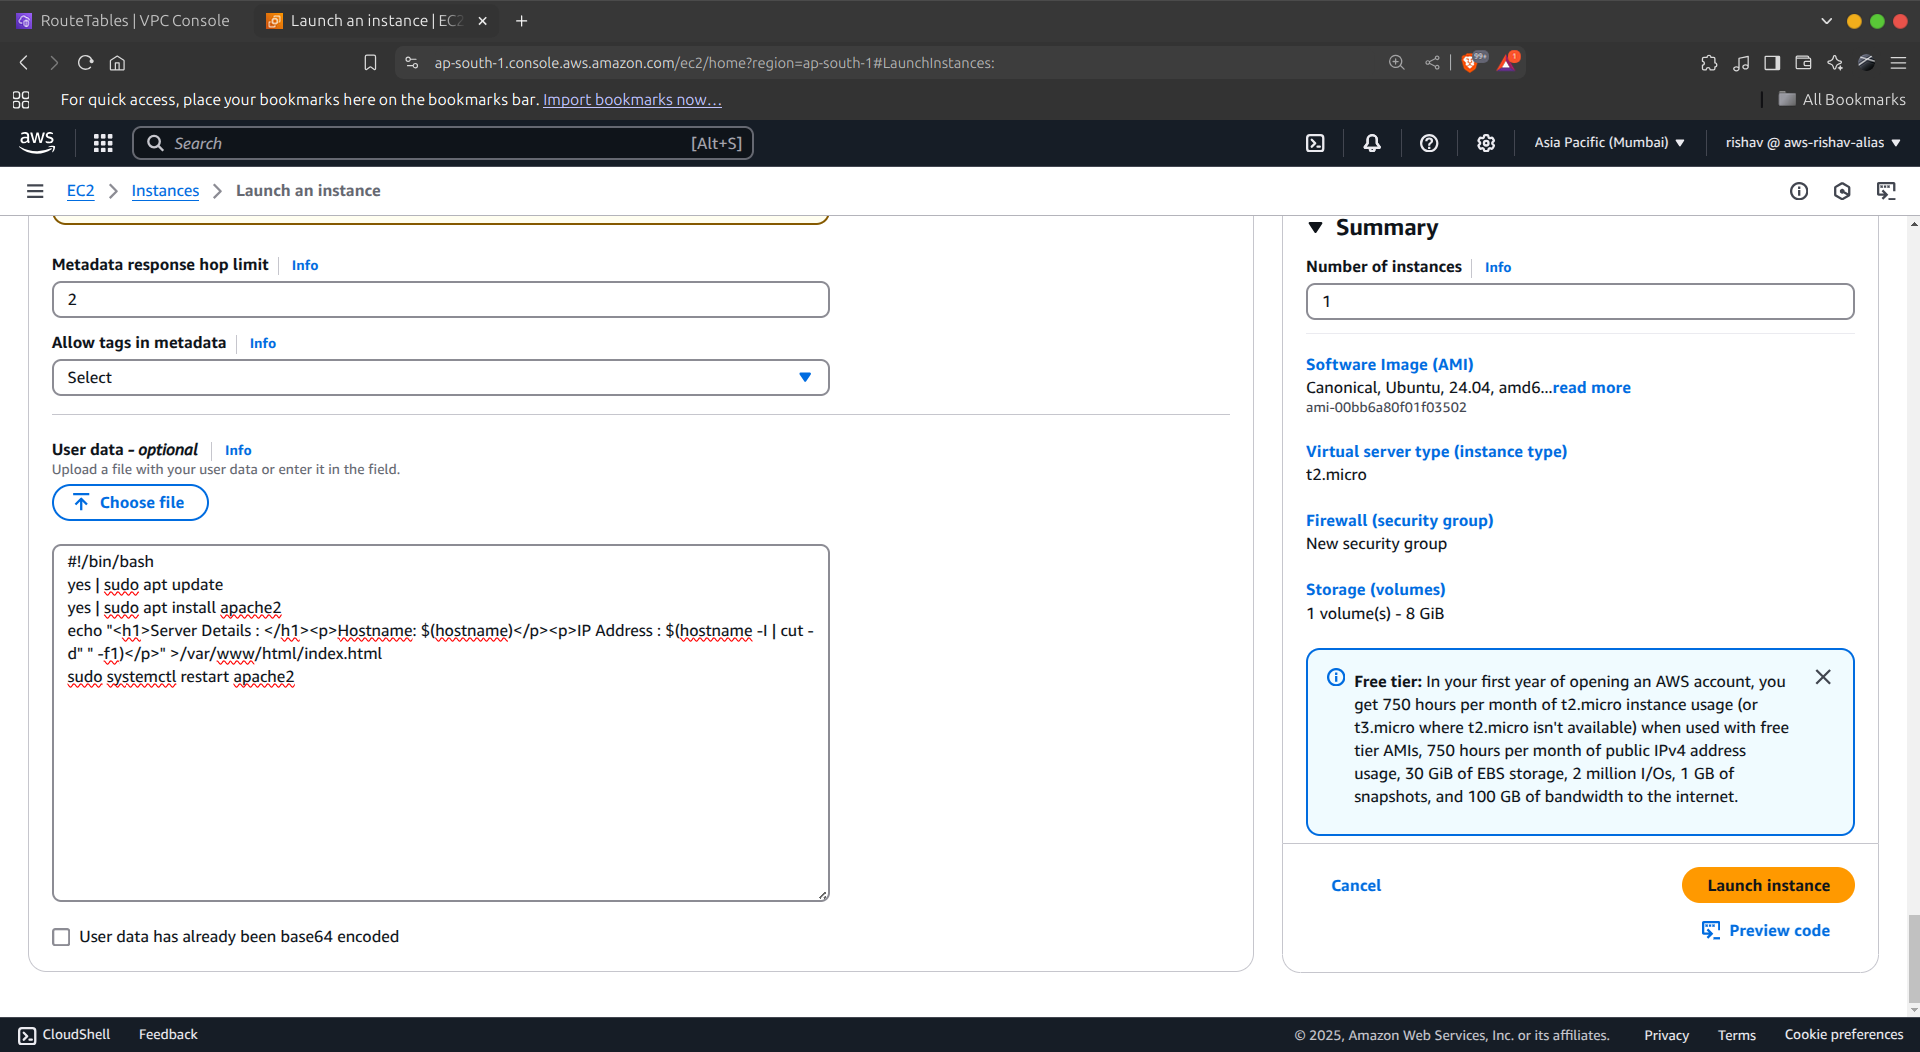 RouteTables | VPC Console
Launch an instance | EC2
ap-south-1.console.aws.amazon.com/ec2/home?region=ap-south-1#LaunchInstances:
99+
1
For quick access, place your bookmarks here on the bookmarks bar. Import bookmarks now…
All Bookmarks
aws
Search
[Alt+S]
Asia Pacific (Mumbai)
rishav @ aws-rishav-alias
EC2
Instances
Launch an instance
Metadata response hop limit
Info
2
Allow tags in metadata
Info
Select
User data - optional
Info
Upload a file with your user data or enter it in the field.
Choose file
#!/bin/bash
yes | sudo apt update
yes | sudo apt install apache2
echo "<h1>Server Details : </h1><p>Hostname: $(hostname)</p><p>IP Address : $(hostname -I | cut -
d" " -f1)</p>" >/var/www/html/index.html
sudo systemctl restart apache2
User data has already been base64 encoded
Summary
Number of instances
Info
1
Software Image (AMI)
Canonical, Ubuntu, 24.04, amd6...read more
ami-00bb6a80f01f03502
Virtual server type (instance type)
t2.micro
Firewall (security group)
New security group
Storage (volumes)
1 volume(s) - 8 GiB
Free tier: In your first year of opening an AWS account, you
get 750 hours per month of t2.micro instance usage (or
t3.micro where t2.micro isn't available) when used with free
tier AMIs, 750 hours per month of public IPv4 address
usage, 30 GiB of EBS storage, 2 million I/Os, 1 GB of
snapshots, and 100 GB of bandwidth to the internet.
Cancel
Launch instance
Preview code
CloudShell
Feedback
© 2025, Amazon Web Services, Inc. or its affiliates.
Privacy
Terms
Cookie preferences